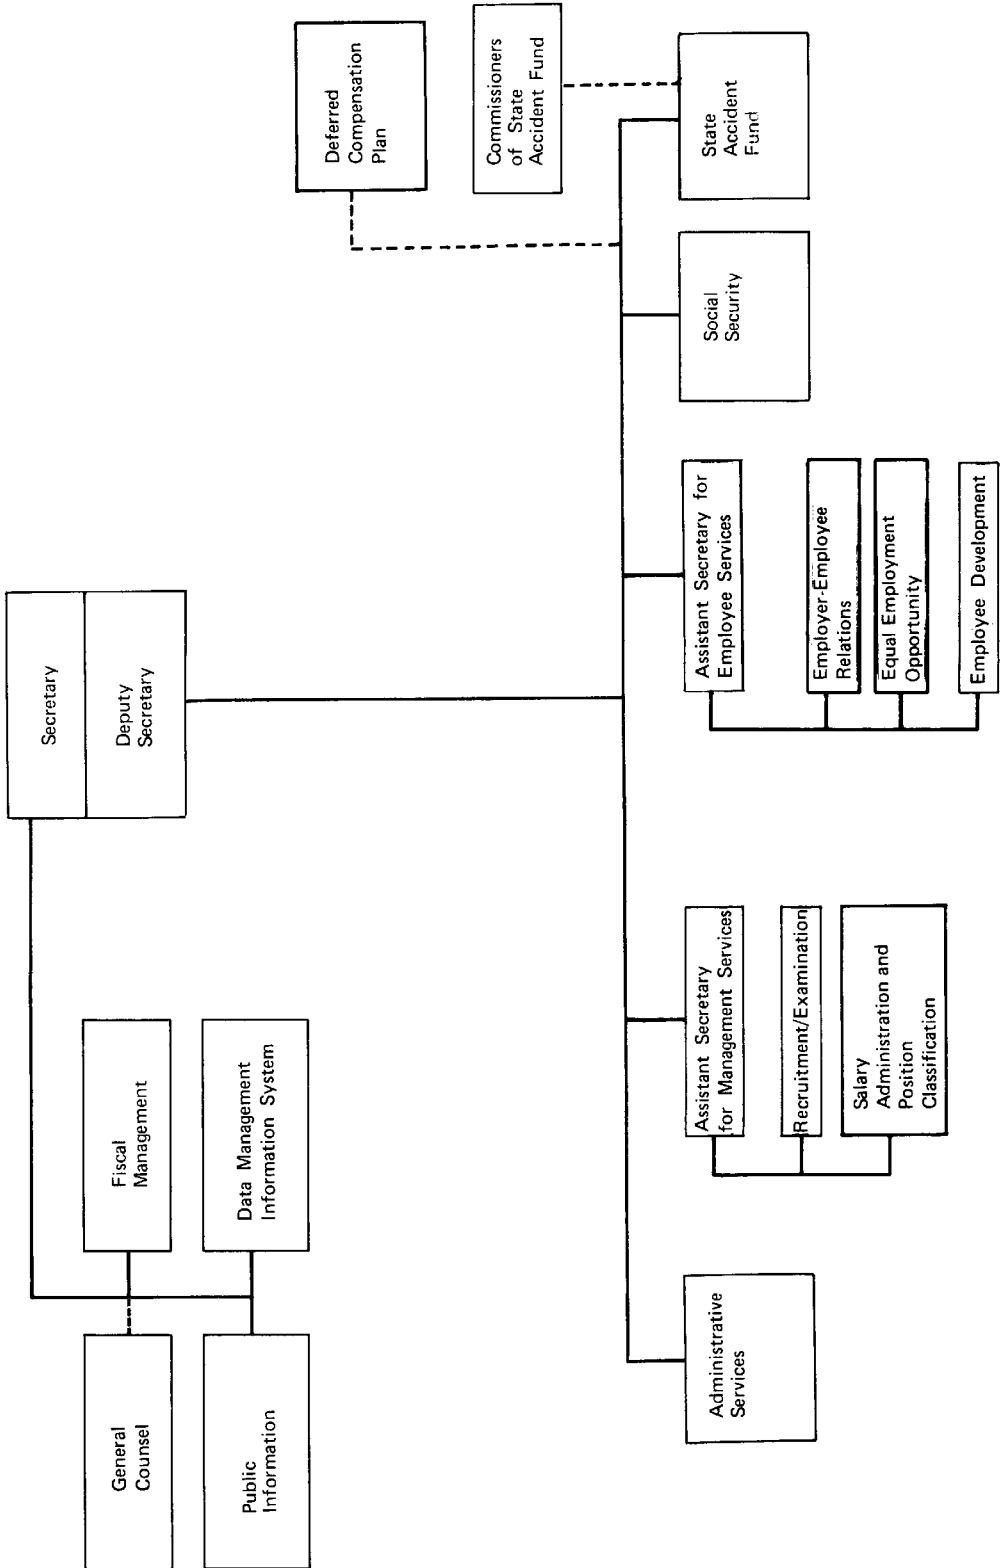 Secretary
Deputy
Secretary
General
Counsel
Fiscal
Management
Public
Information
Data Management
Information System
Deferred
Compensation
Plan
Commissioners
of State
Accident Fund
Administrative
Services
Assistant Secretary
for Management Services
Recruitment/Examination
Salary
Administration and
Position
Classification
Assistant Secretary for
Employee Services
Employer-Employee
Relations
Equal Employment
Opportunity
Employee Development
Social
Security
State
Accident
Fund